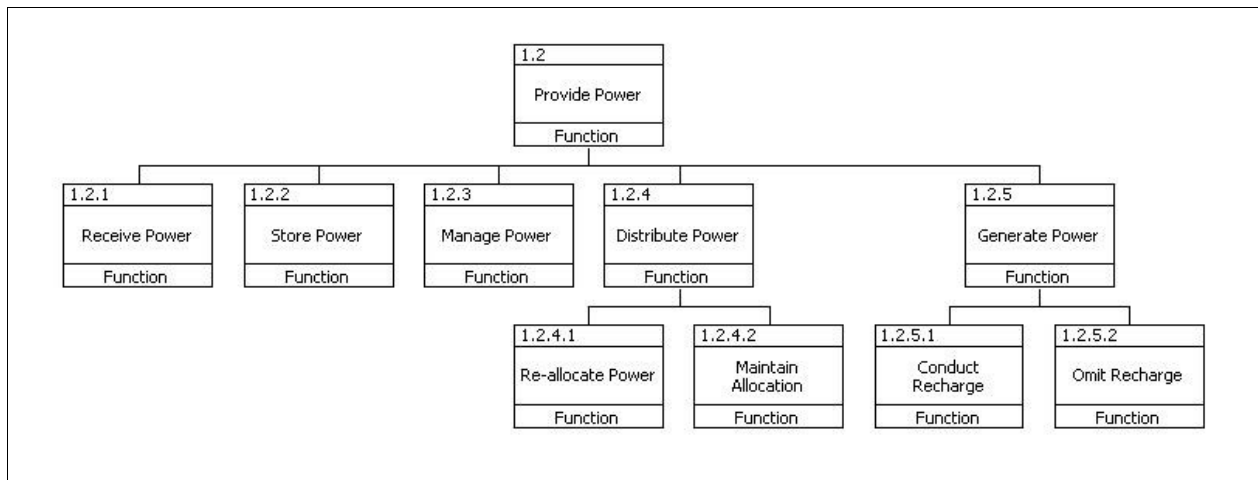 1.2
Provide Power
Function
1.2.1
Receive Power
Function
1.2.2
Store Power
Function
1.2.3
Manage Power
Function
1.2.4
Distribute Power
Function
1.2.5
Generate Power
Function
1.2.4.1
Re-allocate Power
Function
1.2.4.2
Maintain
Allocation
Function
1.2.5.1
Conduct
Recharge
Function
1.2.5.2
Omit Recharge
Function